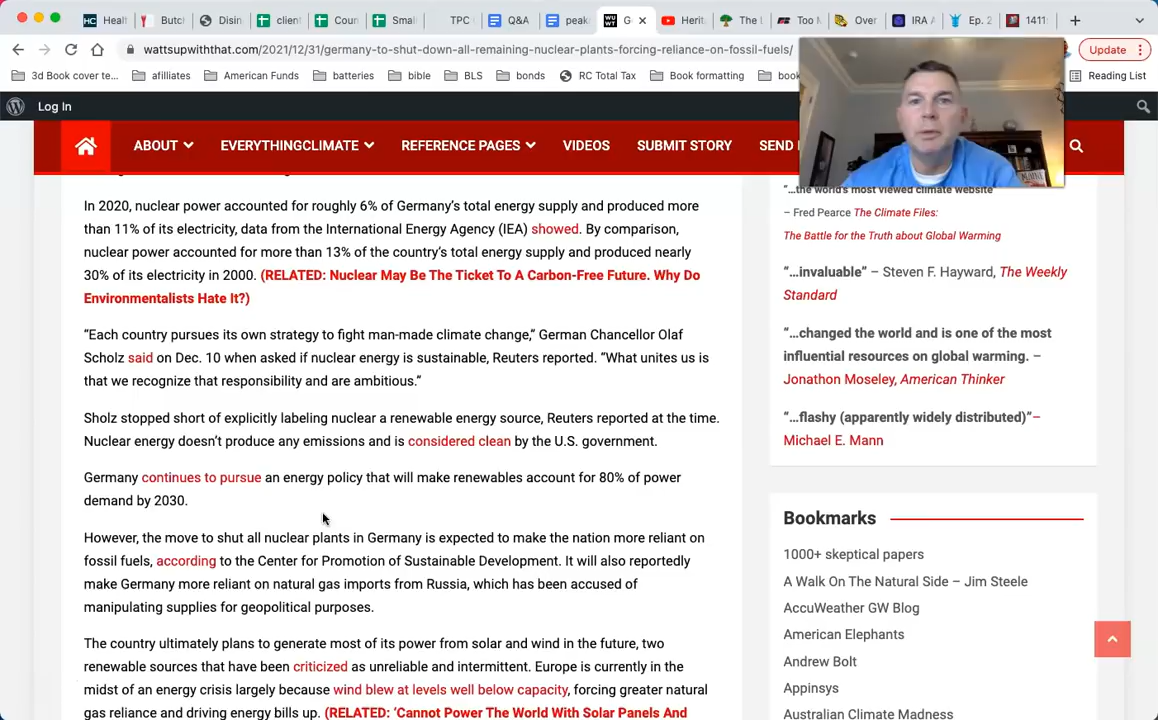 Healt
Butch
Disin
client
Coun
Smal
TPC (
Q&A
peak
G
Herit
The L
Too M
Over
IRA A
Ep. 2
1411:
wattsupwiththat.com/2021/12/31/germany-to-shut-down-all-remaining-nuclear-plants-forcing-reliance-on-fossil-fuels/
Update
3d Book cover te...
afilliates
American Funds
batteries
bible
BLS
bonds
RC Total Tax
Book formatting
book
Reading List
Log In
ABOUT
EVERYTHINGCLIMATE
REFERENCE PAGES
VIDEOS
SUBMIT STORY
SEND
In 2020, nuclear power accounted for roughly 6% of Germany's total energy supply and produced more
than 11% of its electricity, data from the International Energy Agency (IEA) showed. By comparison,
nuclear power accounted for more than 13% of the country's total energy supply and produced nearly
30% of its electricity in 2000. (RELATED: Nuclear May Be The Ticket To A Carbon-Free Future. Why Do
Environmentalists Hate It?)
“Each country pursues its own strategy to fight man-made climate change,” German Chancellor Olaf
Scholz said on Dec. 10 when asked if nuclear energy is sustainable, Reuters reported. “What unites us is
that we recognize that responsibility and are ambitious.“
Sholz stopped short of explicitly labeling nuclear a renewable energy source, Reuters reported at the time.
Nuclear energy doesn't produce any emissions and is considered clean by the U.S. government.
Germany continues to pursue an energy policy that will make renewables account for 80% of power
demand by 2030.
However, the move to shut all nuclear plants in Germany is expected to make the nation more reliant on
fossil fuels, according to the Center for Promotion of Sustainable Development. It will also reportedly
make Germany more reliant on natural gas imports from Russia, which has been accused of
manipulating supplies for geopolitical purposes.
The country ultimately plans to generate most of its power from solar and wind in the future, two
renewable sources that have been criticized as unreliable and intermittent. Europe is currently in the
midst of an energy crisis largely because wind blew at levels well below capacity, forcing greater natural
gas reliance and driving energy bills up. (RELATED: ‘Cannot Power The World With Solar Panels And
“...the world's most viewed climate website”
– Fred Pearce The Climate Files:
The Battle for the Truth about Global Warming
“...invaluable” – Steven F. Hayward, The Weekly
Standard
“...changed the world and is one of the most
influential resources on global warming. –
Jonathon Moseley, American Thinker
“...flashy (apparently widely distributed)”–
Michael E. Mann
Bookmarks
1000+ skeptical papers
A Walk On The Natural Side – Jim Steele
AccuWeather GW Blog
American Elephants
Andrew Bolt
Appinsys
Australian Climate Madness